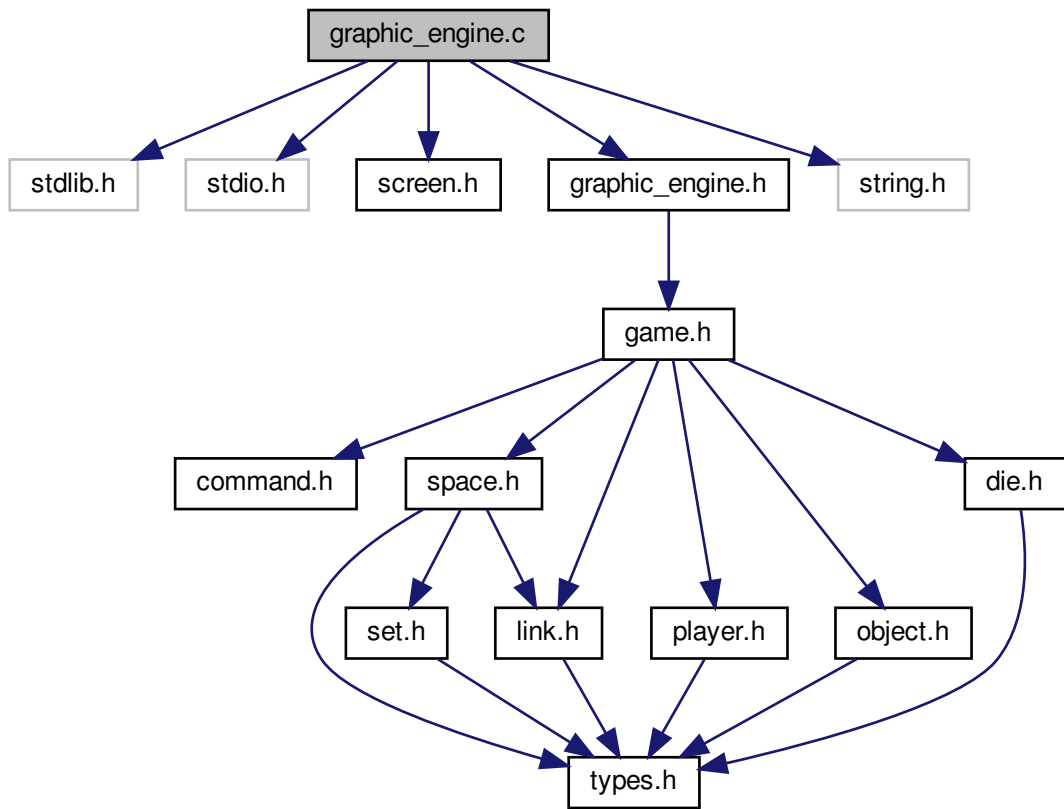 graphic_engine.c
stdlib.h
stdio.h
screen.h
graphic_engine.h
string.h
game.h
command.h
space.h
die.h
set.h
link.h
player.h
object.h
types.h